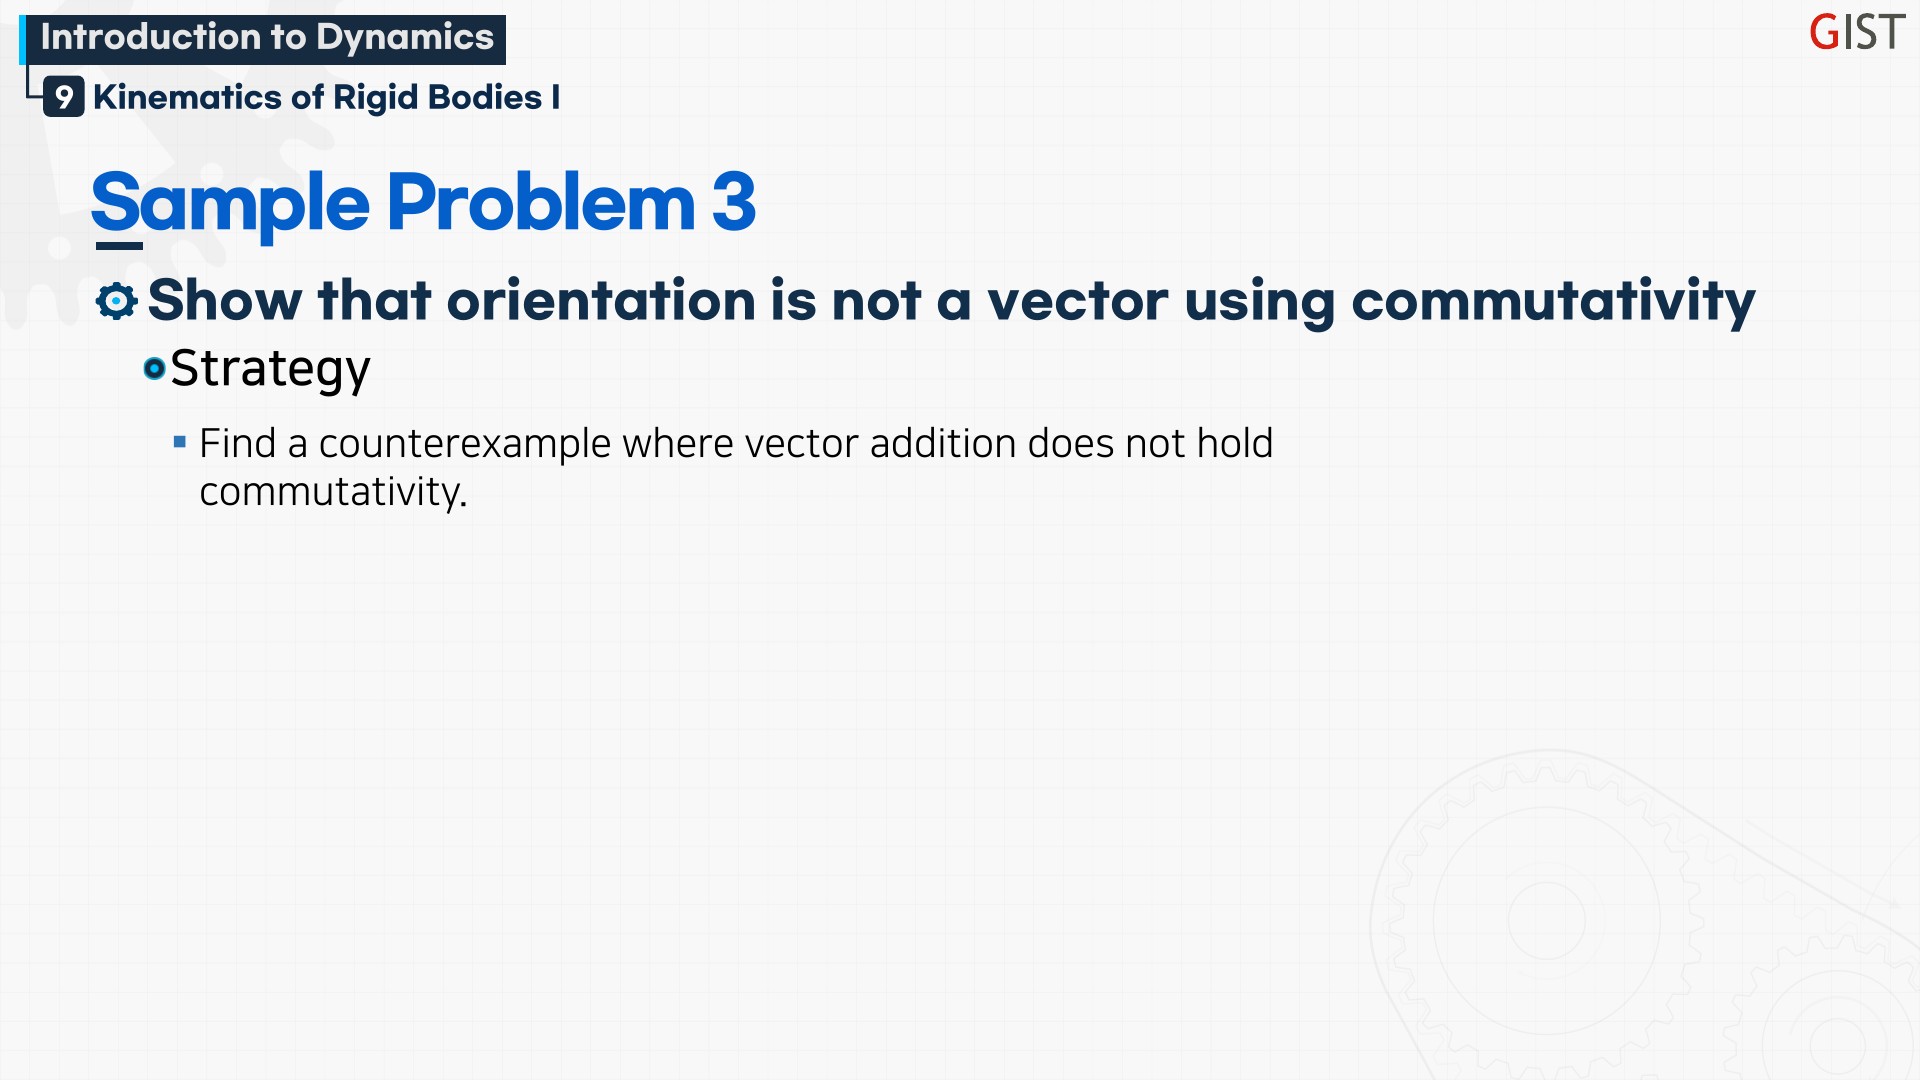 Introduction to Dynamics
GIST
9 Kinematics of Rigid Bodies I
Sample Problem 3
Show that orientation is not a vector using commutativity
Strategy
Find a counterexample where vector addition does not hold
commutativity.